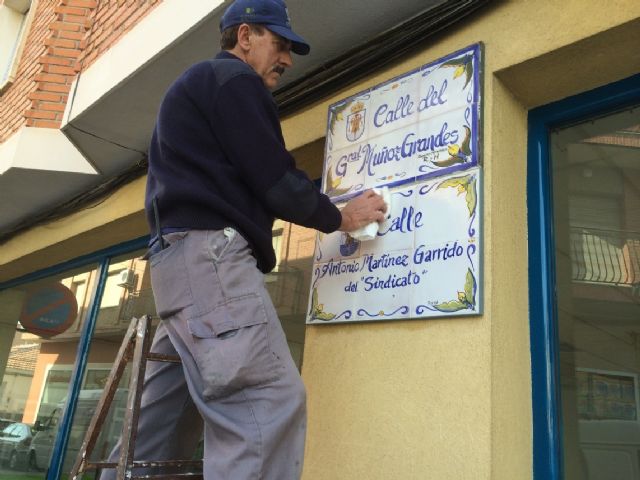 Calle del
Gral Muñoz Grandes
Calle
Antonio Martínez Garrido
del "Sindicato"